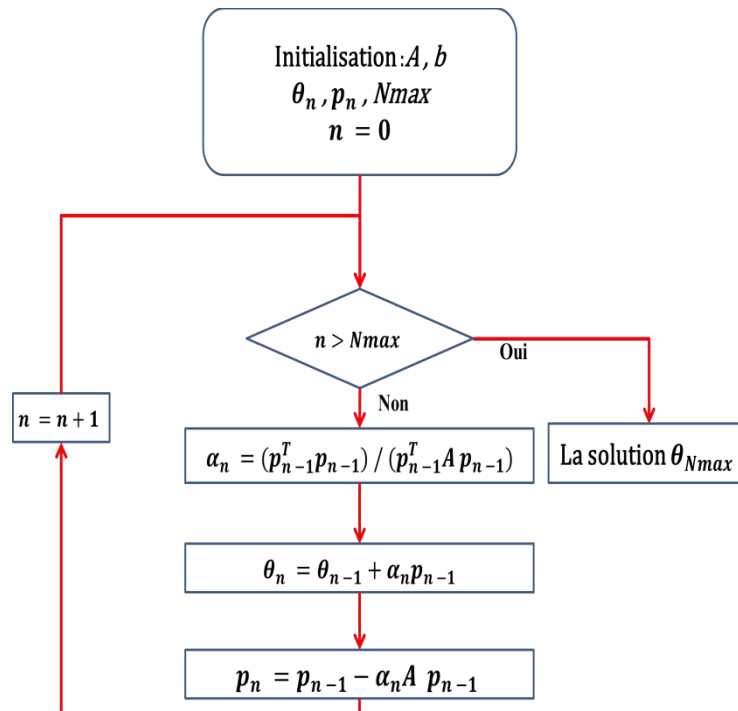 Initialisation : A , b
θₙ , pₙ , Nmax
n = 0
n > Nmax
Oui
Non
n = n + 1
αₙ = (pᵀₙ₋₁pₙ₋₁) / (pᵀₙ₋₁A pₙ₋₁)
La solution θ_Nmax
θₙ = θₙ₋₁ + αₙpₙ₋₁
pₙ = pₙ₋₁ − αₙA pₙ₋₁